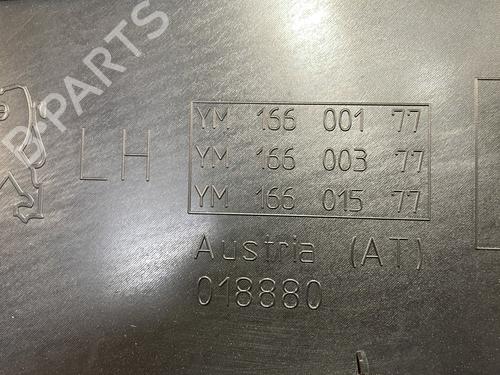 B-PARTS
LH
YM 166 001 77
YM 166 003 77
YM 166 015 77
Austria (AT)
018880